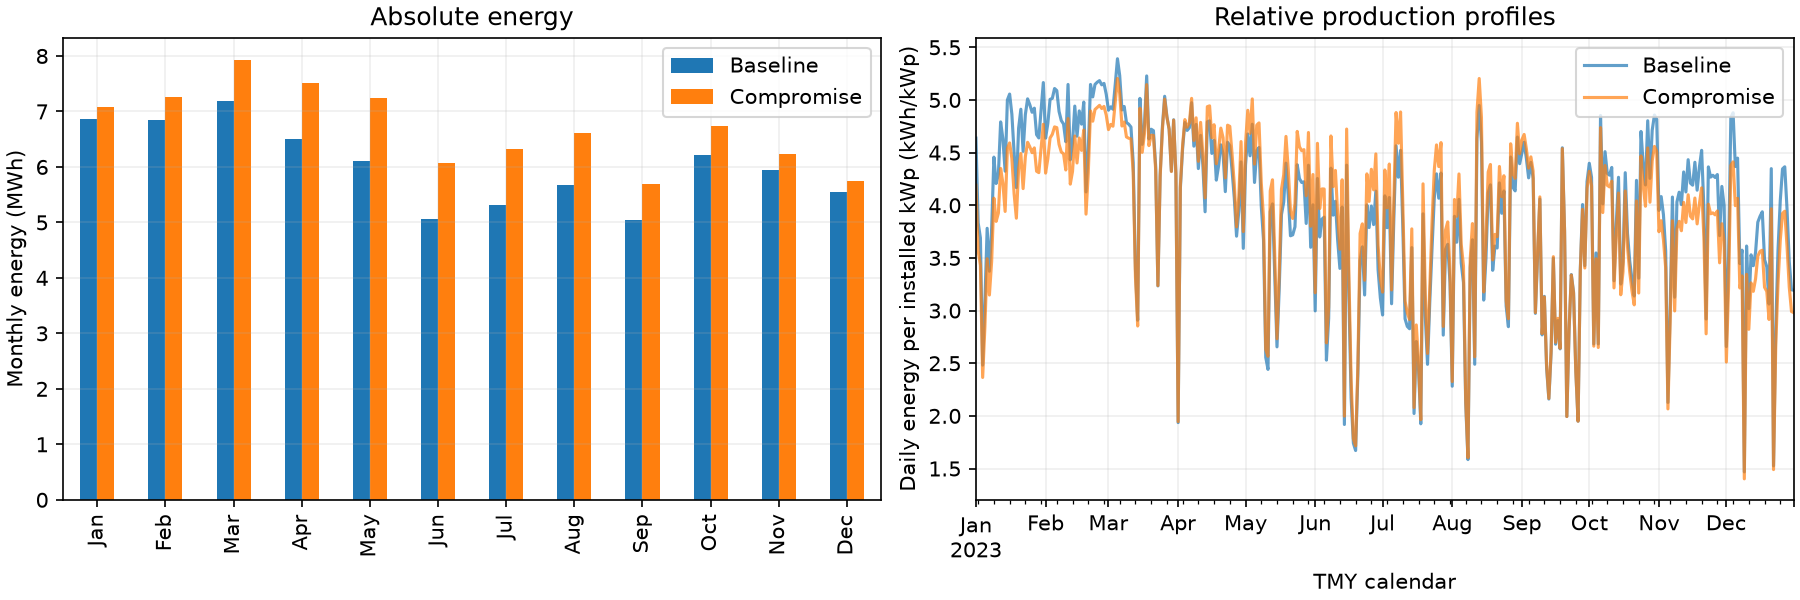 Absolute energy
Monthly energy (MWh)
8
7
6
5
4
3
2
1
0
Baseline
Compromise
Jan
Feb
Mar
Apr
May
Jun
Jul
Aug
Sep
Oct
Nov
Dec
Relative production profiles
Daily energy per installed kWp (kWh/kWp)
5.5
5.0
4.5
4.0
3.5
3.0
2.5
2.0
1.5
Baseline
Compromise
Jan Feb Mar Apr May Jun Jul Aug Sep Oct Nov Dec
2023
TMY calendar